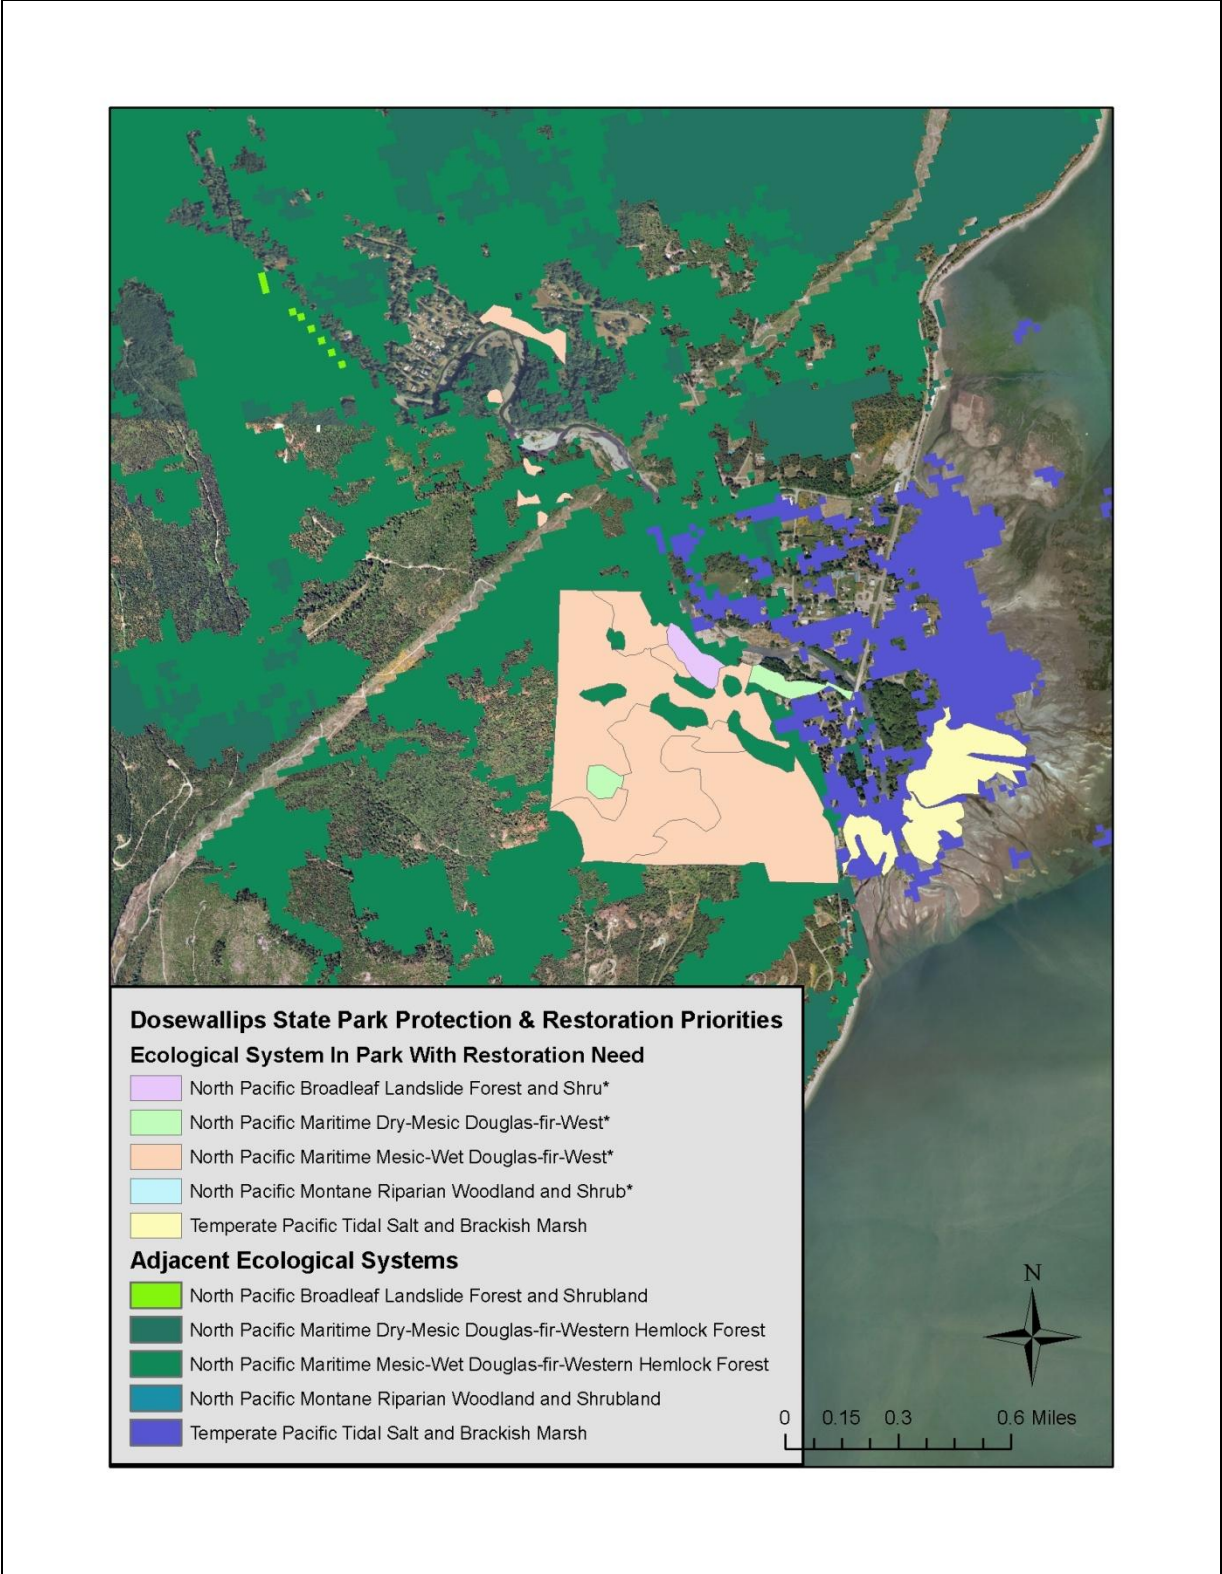 Dosewallips State Park Protection & Restoration Priorities
Ecological System In Park With Restoration Need
North Pacific Broadleaf Landslide Forest and Shru*
North Pacific Maritime Dry-Mesic Douglas-fir-West*
North Pacific Maritime Mesic-Wet Douglas-fir-West*
North Pacific Montane Riparian Woodland and Shrub*
Temperate Pacific Tidal Salt and Brackish Marsh
Adjacent Ecological Systems
North Pacific Broadleaf Landslide Forest and Shrubland
North Pacific Maritime Dry-Mesic Douglas-fir-Western Hemlock Forest
North Pacific Maritime Mesic-Wet Douglas-fir-Western Hemlock Forest
North Pacific Montane Riparian Woodland and Shrubland
Temperate Pacific Tidal Salt and Brackish Marsh
N
0 0.15 0.3 0.6 Miles